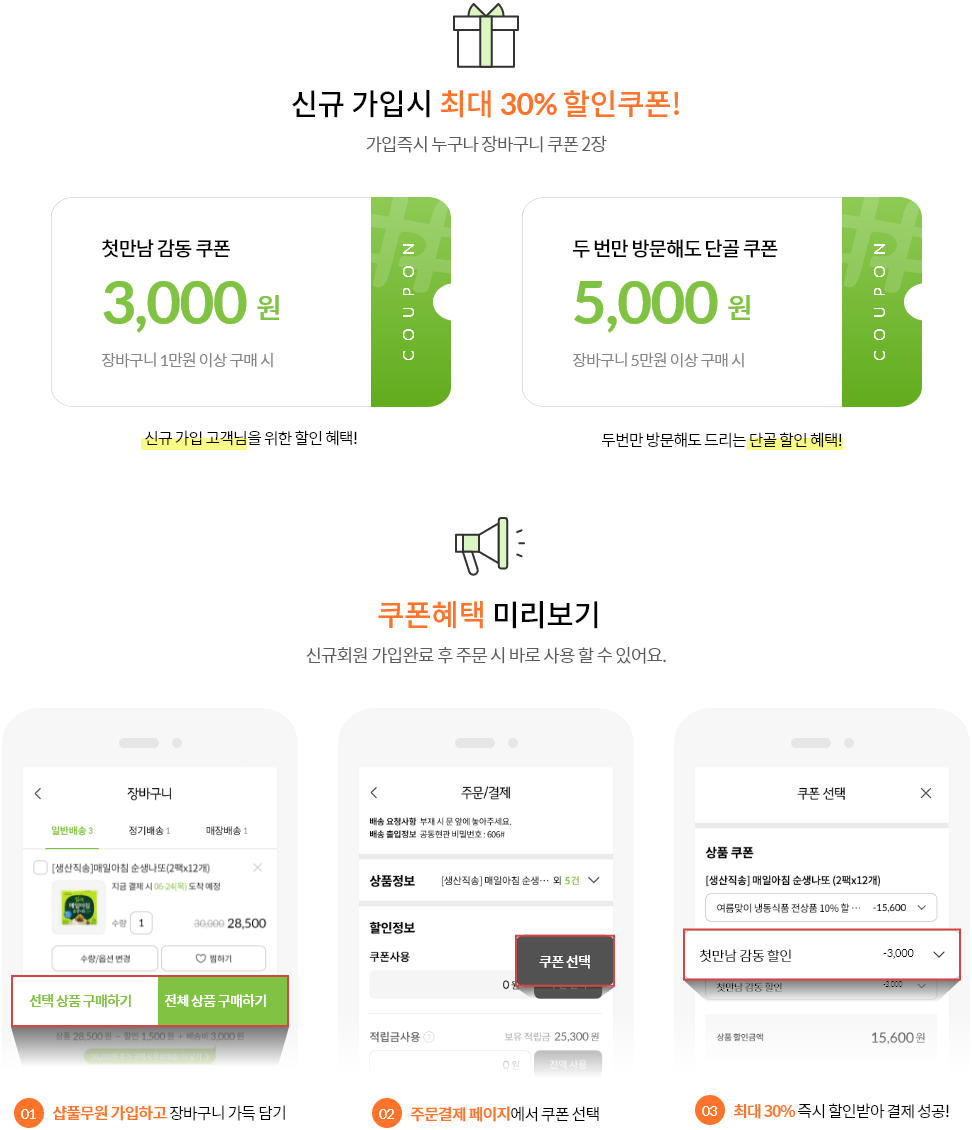 신규 가입시 최대 30% 할인쿠폰!
가입즉시 누구나 장바구니 쿠폰 2장
첫만남 감동 쿠폰
3,000 원
장바구니 1만원 이상 구매 시
COUPON
두 번만 방문해도 단골 쿠폰
5,000 원
장바구니 5만원 이상 구매 시
COUPON
신규 가입 고객님을 위한 할인 혜택!
두번만 방문해도 드리는 단골 할인 혜택!
쿠폰혜택 미리보기
신규회원 가입완료 후 주문 시 바로 사용 할 수 있어요.
장바구니
일반배송 3 정기배송 1 매장배송 1
[생산직송]매일아침 순생나또(2팩x12개)
지금 결제 시 06-24(목) 도착 예정
매일아침
수량 1 30,000 28,500
수량/옵션 변경 찜하기
선택 상품 구매하기 전체 상품 구매하기
상품 28,500 원 − 할인 1,500 원 + 배송비 3,000 원
01 샵풀무원 가입하고 장바구니 가득 담기
주문/결제
배송 요청사항 부재 시 문 앞에 놓아주세요.
배송 출입정보 공동현관 비밀번호 : 606#
상품정보 [생산직송] 매일아침 순생… 외 5건
할인정보
쿠폰사용 쿠폰 선택
0 원
적립금사용 ? 보유 적립금 25,300 원
0 원 전액 사용
02 주문결제 페이지에서 쿠폰 선택
쿠폰 선택
상품 쿠폰
[생산직송] 매일아침 순생나또 (2팩x12개)
여름맞이 냉동식품 전상품 10% 할 … -15,600
첫만남 감동 할인 -3,000
첫만남 감동 할인 -3,000
상품 할인금액 15,600 원
03 최대 30% 즉시 할인받아 결제 성공!